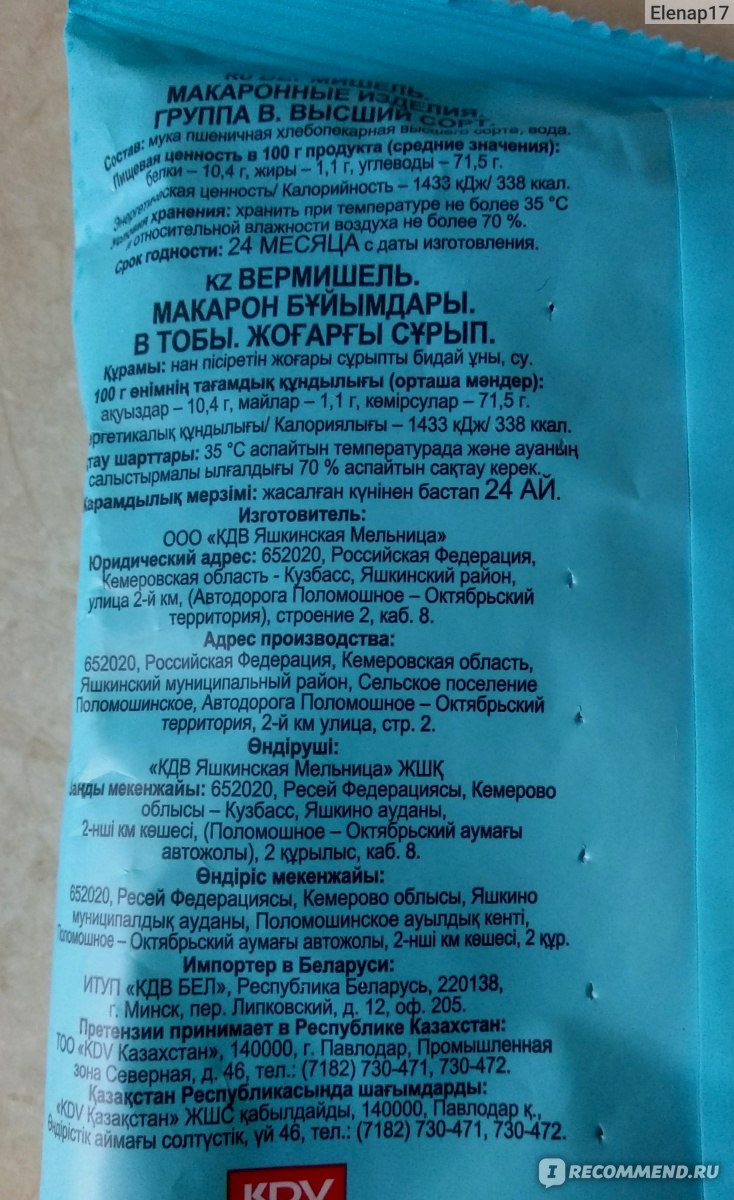 Elenap17
RU ВЕРМИШЕЛЬ.
МАКАРОННЫЕ ИЗДЕЛИЯ.
ГРУППА В. ВЫСШИЙ СОРТ.
Состав: мука пшеничная хлебопекарная высшего сорта, вода.
Пищевая ценность в 100 г продукта (средние значения):
белки – 10,4 г, жиры – 1,1 г, углеводы – 71,5 г.
Энергетическая ценность/ Калорийность – 1433 кДж/ 338 ккал.
хранения: хранить при температуре не более 35 °С
и относительной влажности воздуха не более 70 %.
Срок годности: 24 МЕСЯЦА с даты изготовления.
KZ ВЕРМИШЕЛЬ.
МАКАРОН БҰЙЫМДАРЫ.
В ТОБЫ. ЖОҒАРҒЫ СҰРЫП.
Құрамы: нан пісіретін жоғары сұрыпты бидай ұны, су.
100 г өнімнің тағамдық құндылығы (орташа мәндер):
ақуыздар – 10,4 г, майлар – 1,1 г, көмірсулар – 71,5 г.
ргетикалық құндылығы/ Калориялығы – 1433 кДж/ 338 ккал.
тау шарттары: 35 °С аспайтын температурада және ауаның
салыстырмалы ылғалдығы 70 % аспайтын сақтау керек.
Жарамдылық мерзімі: жасалған күнінен бастап 24 АЙ.
Изготовитель:
ООО «КДВ Яшкинская Мельница»
Юридический адрес: 652020, Российская Федерация,
Кемеровская область - Кузбасс, Яшкинский район,
улица 2-й км, (Автодорога Поломошное – Октябрьский
территория), строение 2, каб. 8.
Адрес производства:
652020, Российская Федерация, Кемеровская область,
Яшкинский муниципальный район, Сельское поселение
Поломошинское, Автодорога Поломошное – Октябрьский
территория, 2-й км улица, стр. 2.
Өндіруші:
«КДВ Яшкинская Мельница» ЖШҚ
Заңды мекенжайы: 652020, Ресей Федерациясы, Кемерово
облысы – Кузбасс, Яшкино ауданы,
2-нші км көшесі, (Поломошное – Октябрьский аумағы
автожолы), 2 құрылыс, каб. 8.
Өндіріс мекенжайы:
652020, Ресей Федерациясы, Кемерово облысы, Яшкино
муниципалдық ауданы, Поломошинское ауылдық кенті,
Поломошное – Октябрьский аумағы автожолы, 2-нші км көшесі, 2 құр.
Импортер в Беларуси:
ИТУП «КДВ БЕЛ», Республика Беларусь, 220138,
г. Минск, пер. Липковский, д. 12, оф. 205.
Претензии принимает в Республике Казахстан:
ТОО «KDV Казахстан», 140000, г. Павлодар, Промышленная
зона Северная, д. 46, тел.: (7182) 730-471, 730-472.
Қазақстан Республикасында шағымдарды:
«KDV Қазақстан» ЖШС қабылдайды, 140000, Павлодар қ.,
Өндірістік аймағы солтүстік, үй 46, тел.: (7182) 730-471, 730-472.
KDV
I RECOMMEND.RU